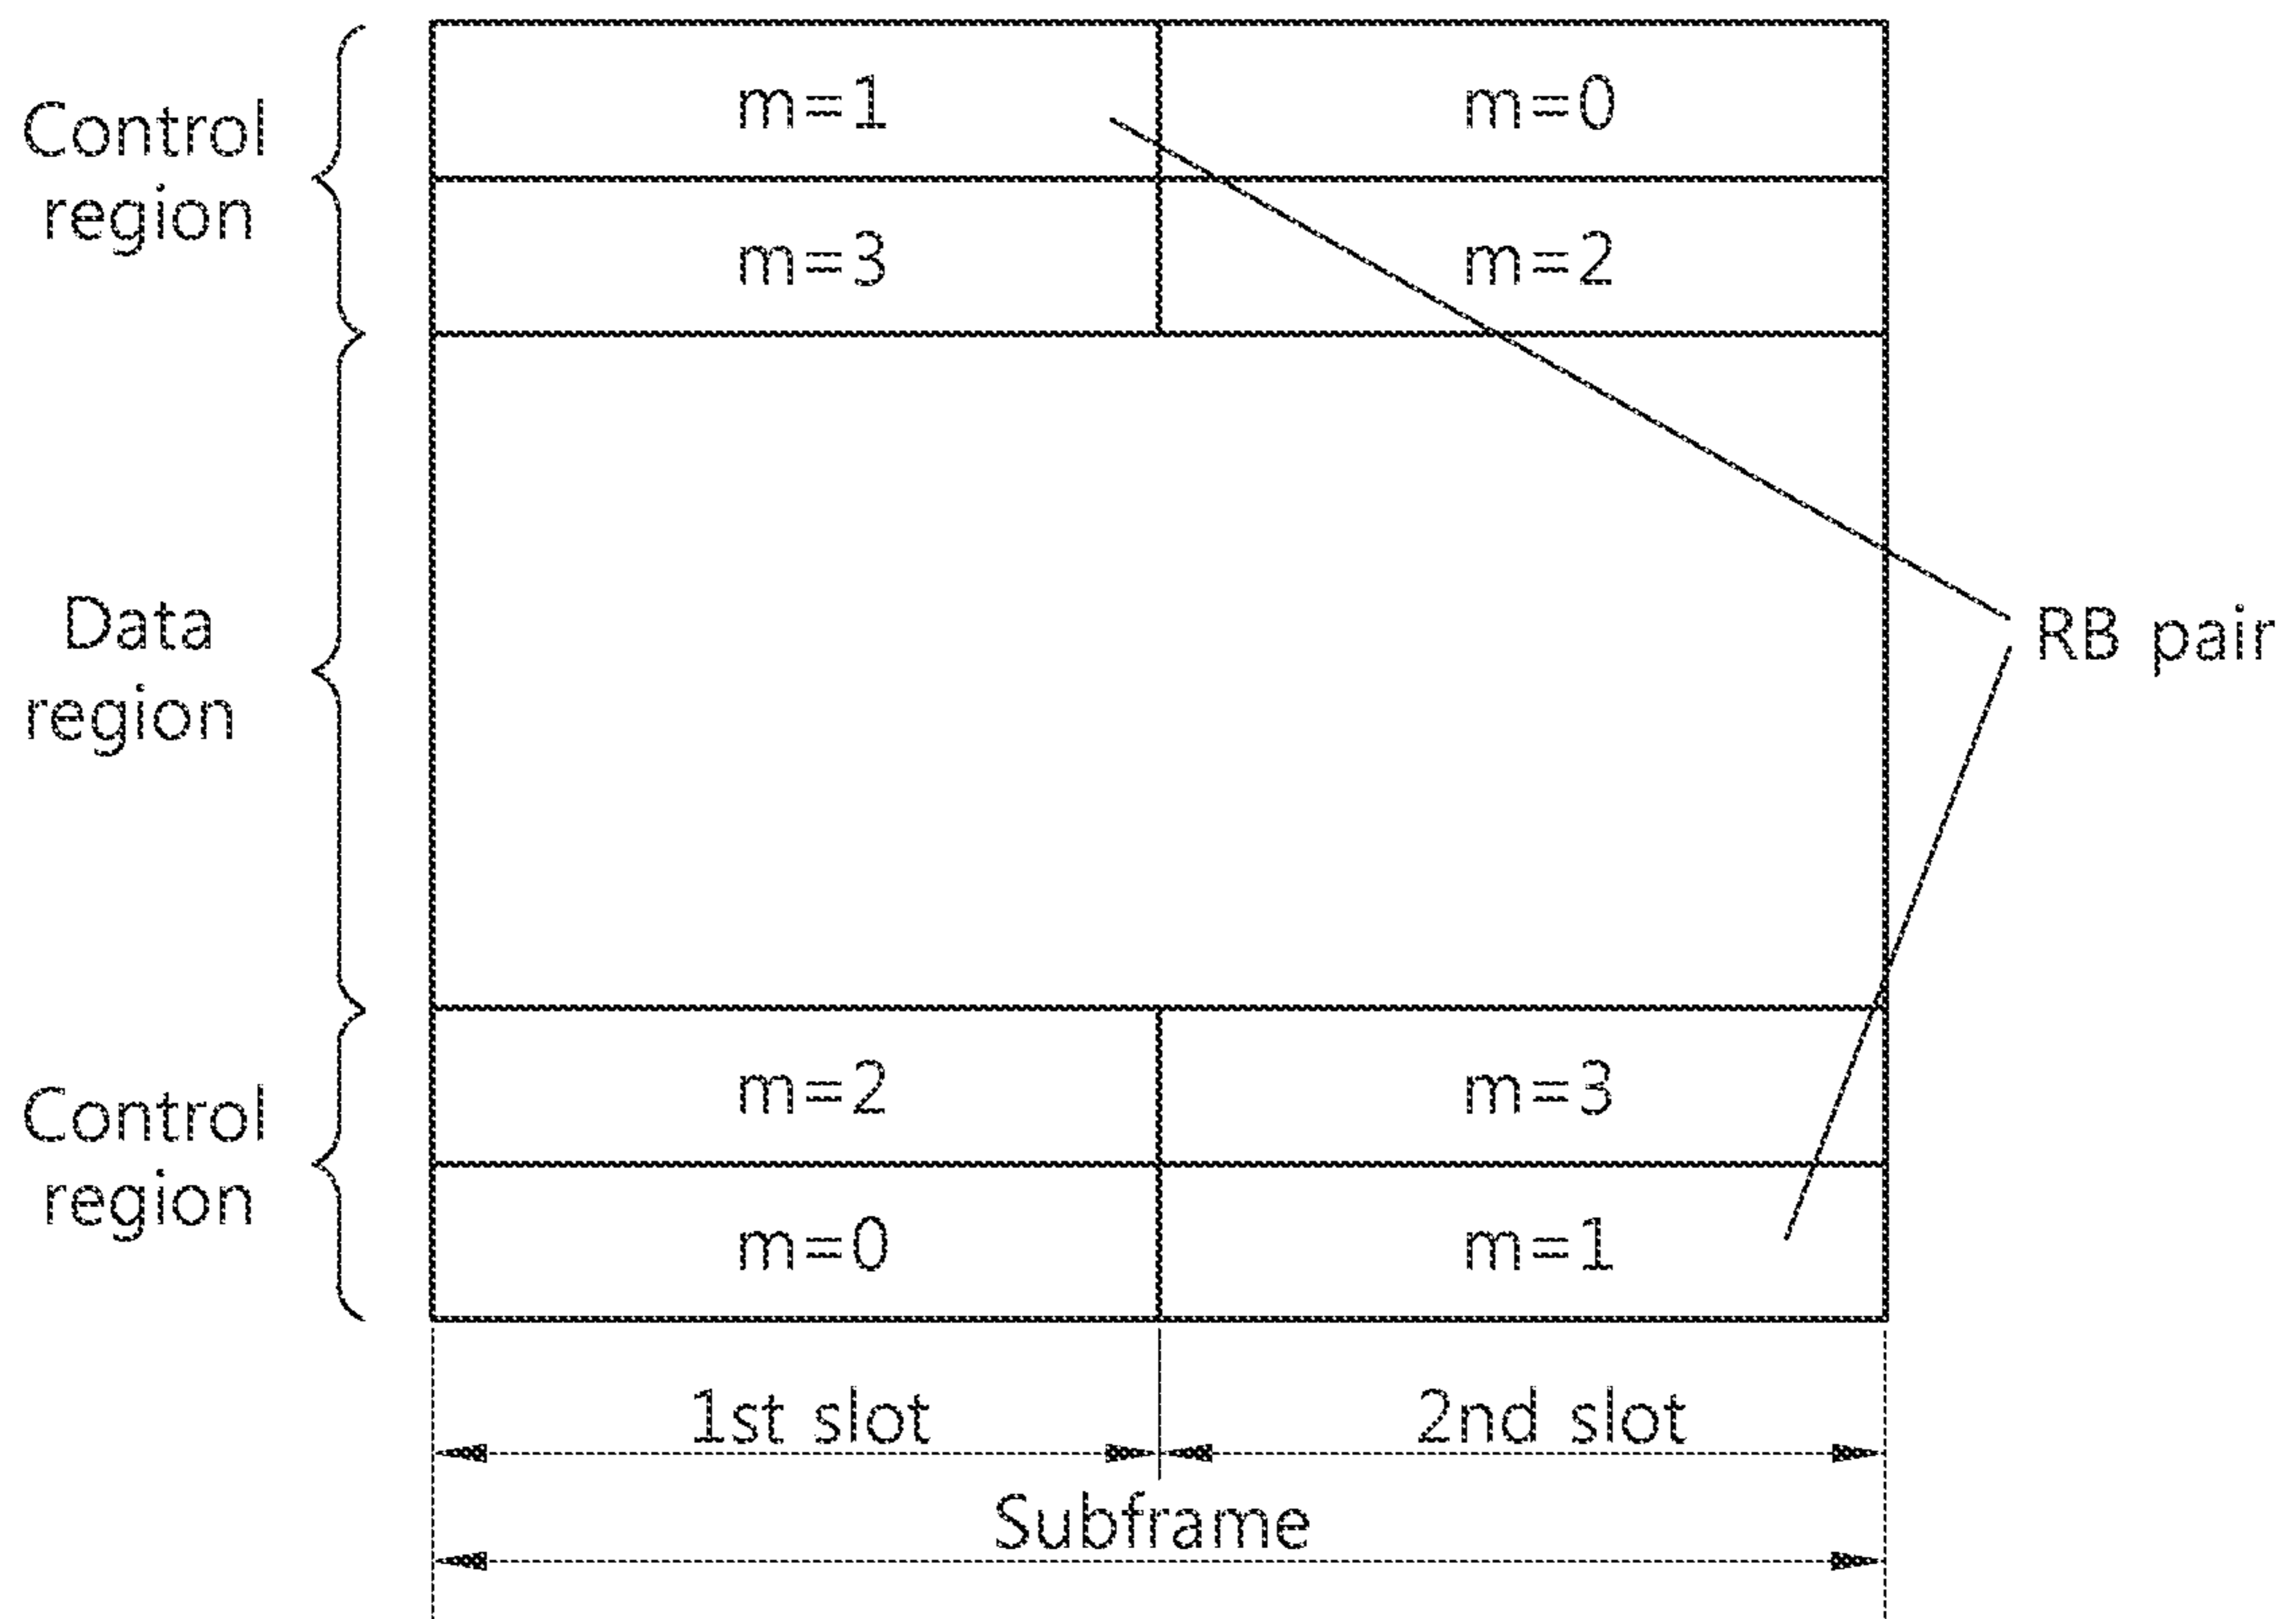 Control
region
m=1
m=0
m=3
m=2
Data
region
RB pair
Control
region
m=2
m=3
m=0
m=1
1st slot
2nd slot
Subframe